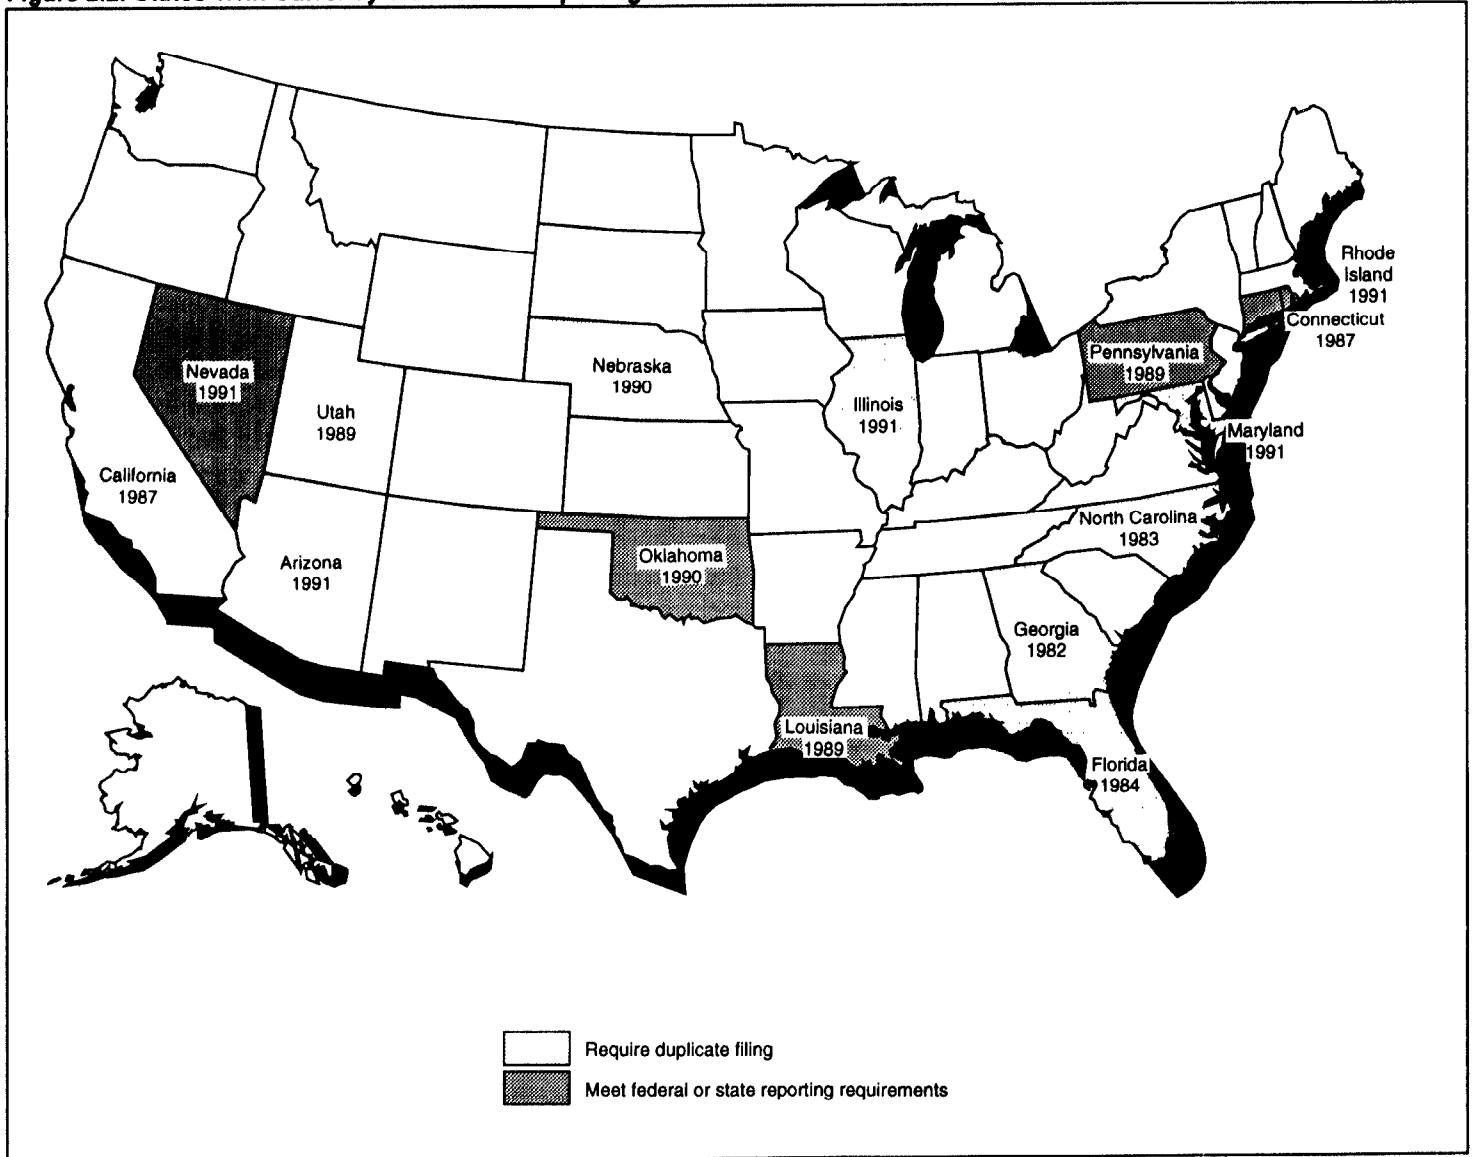 Rhode
Island
1991
Connecticut
1987
Pennsylvania
1989
Nebraska
1990
Nevada
1991
Illinois
1991
Utah
1989
Maryland
1991
California
1987
North Carolina
1983
Oklahoma
1990
Arizona
1991
Georgia
1982
Louisiana
1989
Florida
1984
Require duplicate filing
Meet federal or state reporting requirements